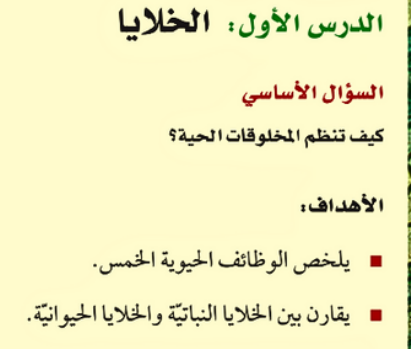 الدرس الأول: الخلايا
السؤال الأساسي
كيف تنظم المخلوقات الحية؟
الأهداف:
■ يلخص الوظائف الحيوية الخمس.
■ يقارن بين الخلايا النباتيّة والخلايا الحيوانيّة.